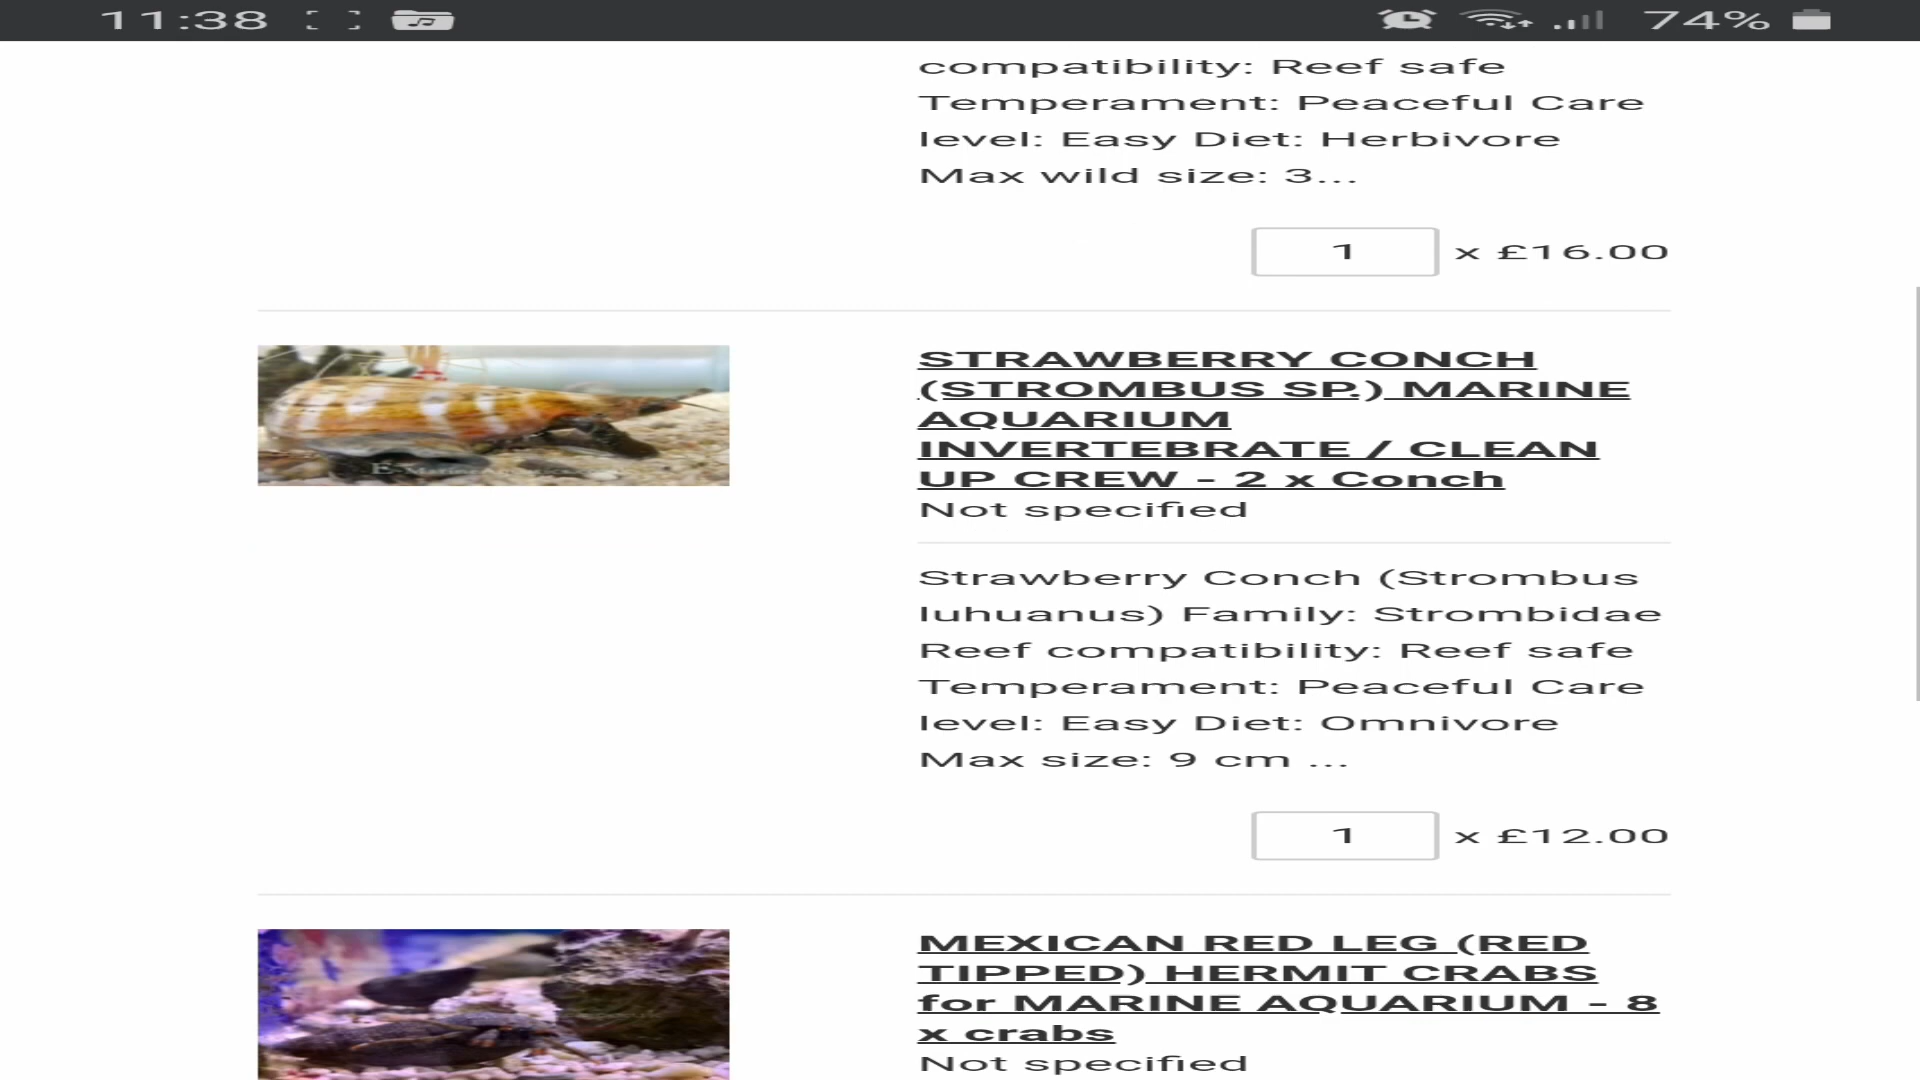 11:38
74%
compatibility: Reef safe
Temperament: Peaceful Care
level: Easy Diet: Herbivore
Max wild size: 3...
1 x £16.00
STRAWBERRY CONCH
(STROMBUS SP.) MARINE
AQUARIUM
INVERTEBRATE / CLEAN
UP CREW - 2 x Conch
Not specified
Strawberry Conch (Strombus
luhuanus) Family: Strombidae
Reef compatibility: Reef safe
Temperament: Peaceful Care
level: Easy Diet: Omnivore
Max size: 9 cm ...
1 x £12.00
MEXICAN RED LEG (RED
TIPPED) HERMIT CRABS
for MARINE AQUARIUM - 8
x crabs
Not specified